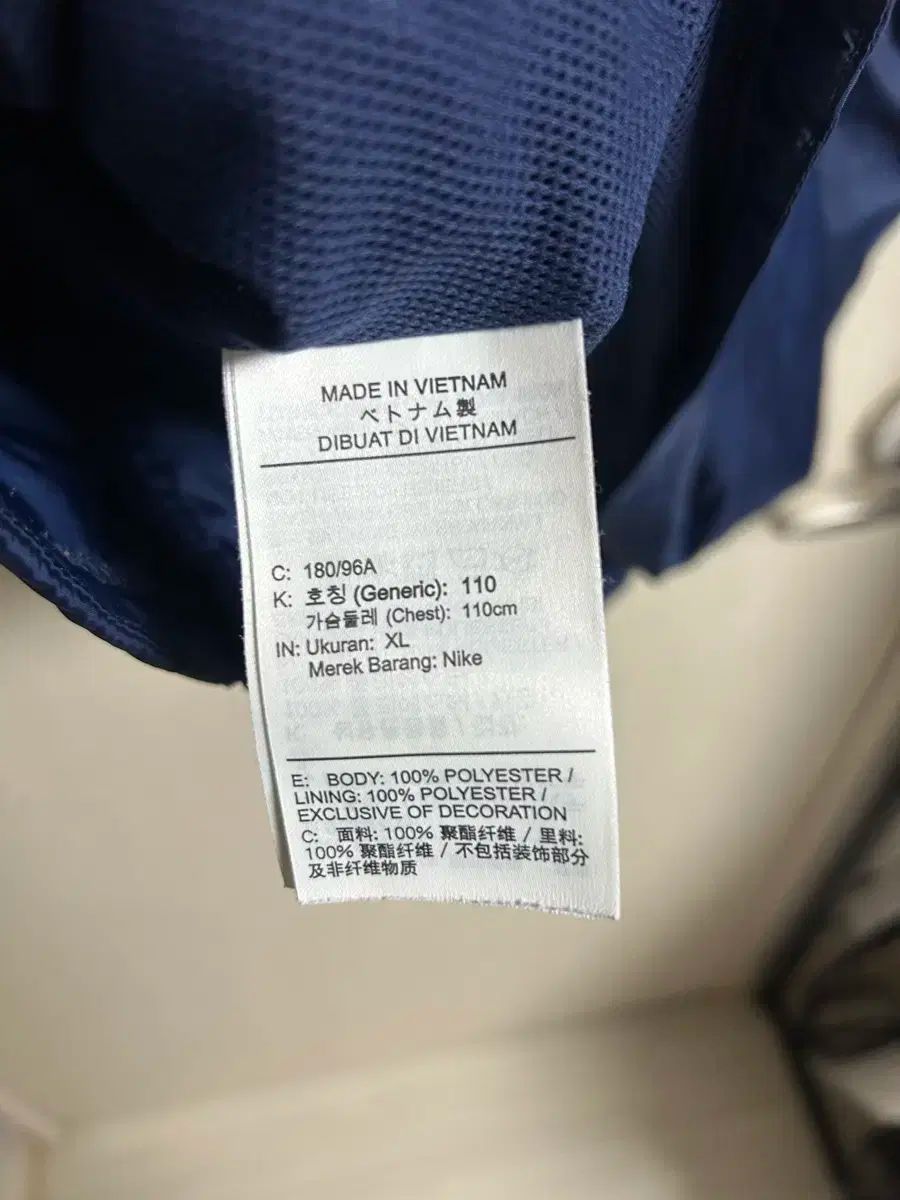 MADE IN VIETNAM
ベトナム製
DIBUAT DI VIETNAM
C: 180/96A
K: 호칭 (Generic): 110
가슴둘레 (Chest): 110cm
IN: Ukuran: XL
Merek Barang: Nike
E: BODY: 100% POLYESTER /
LINING: 100% POLYESTER /
EXCLUSIVE OF DECORATION
C: 面料: 100% 聚酯纤维 / 里料:
100% 聚酯纤维 / 不包括装饰部分
及非纤维物质